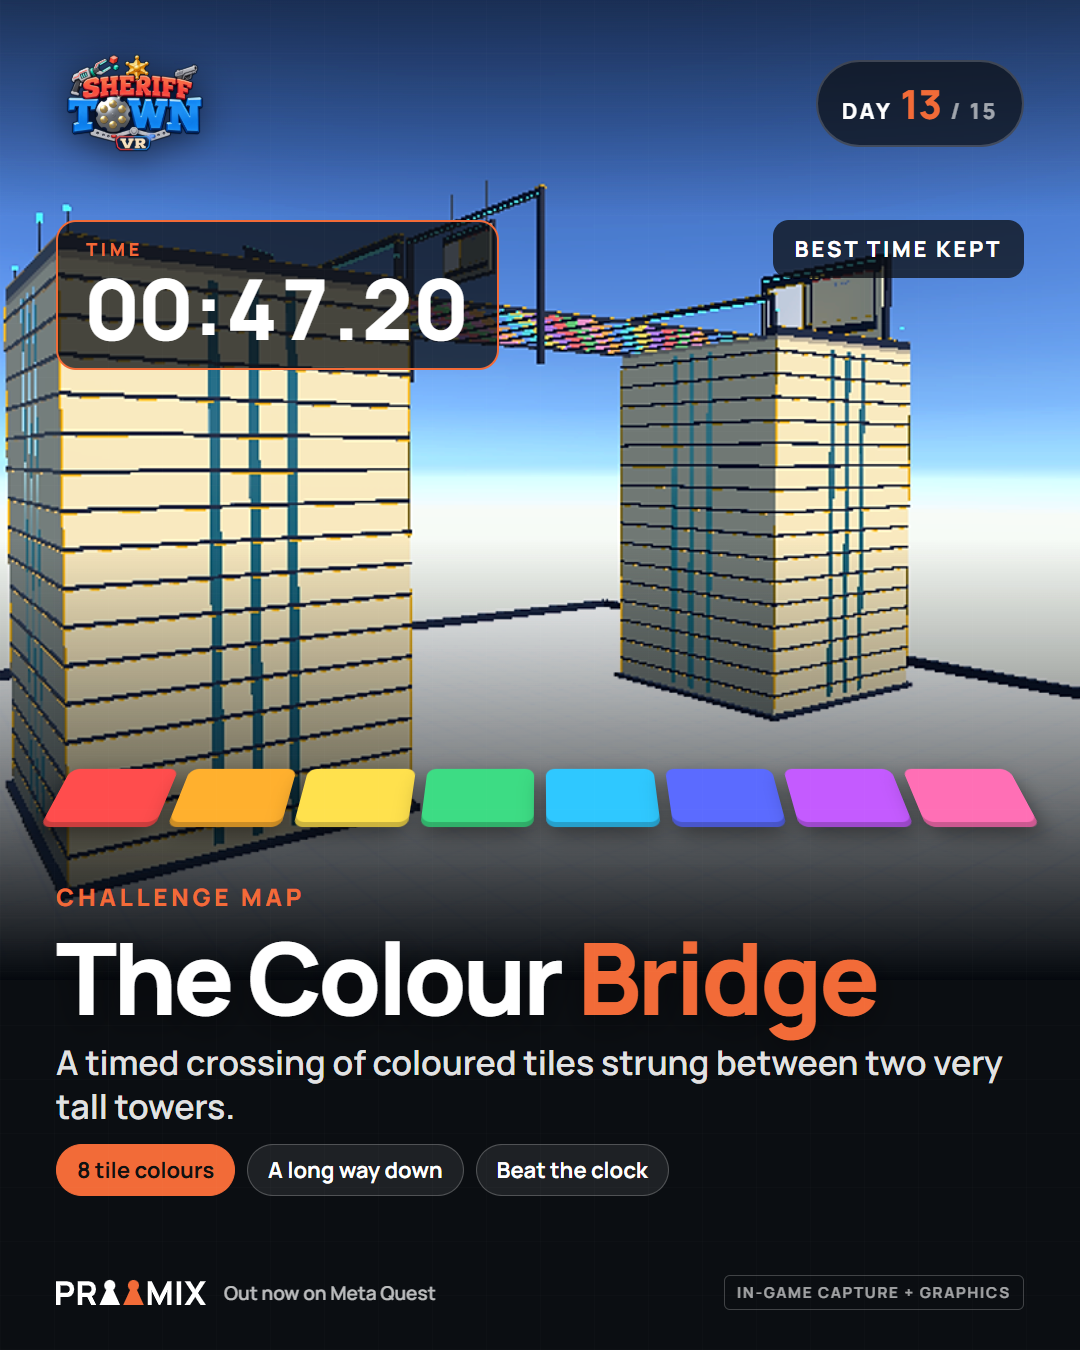 SHERIFF
TOWN
VR
DAY 13 / 15
TIME
00:47.20
BEST TIME KEPT
CHALLENGE MAP
The Colour Bridge
A timed crossing of coloured tiles strung between two very
tall towers.
8 tile colours
A long way down
Beat the clock
PRAAMIX
Out now on Meta Quest
IN-GAME CAPTURE + GRAPHICS